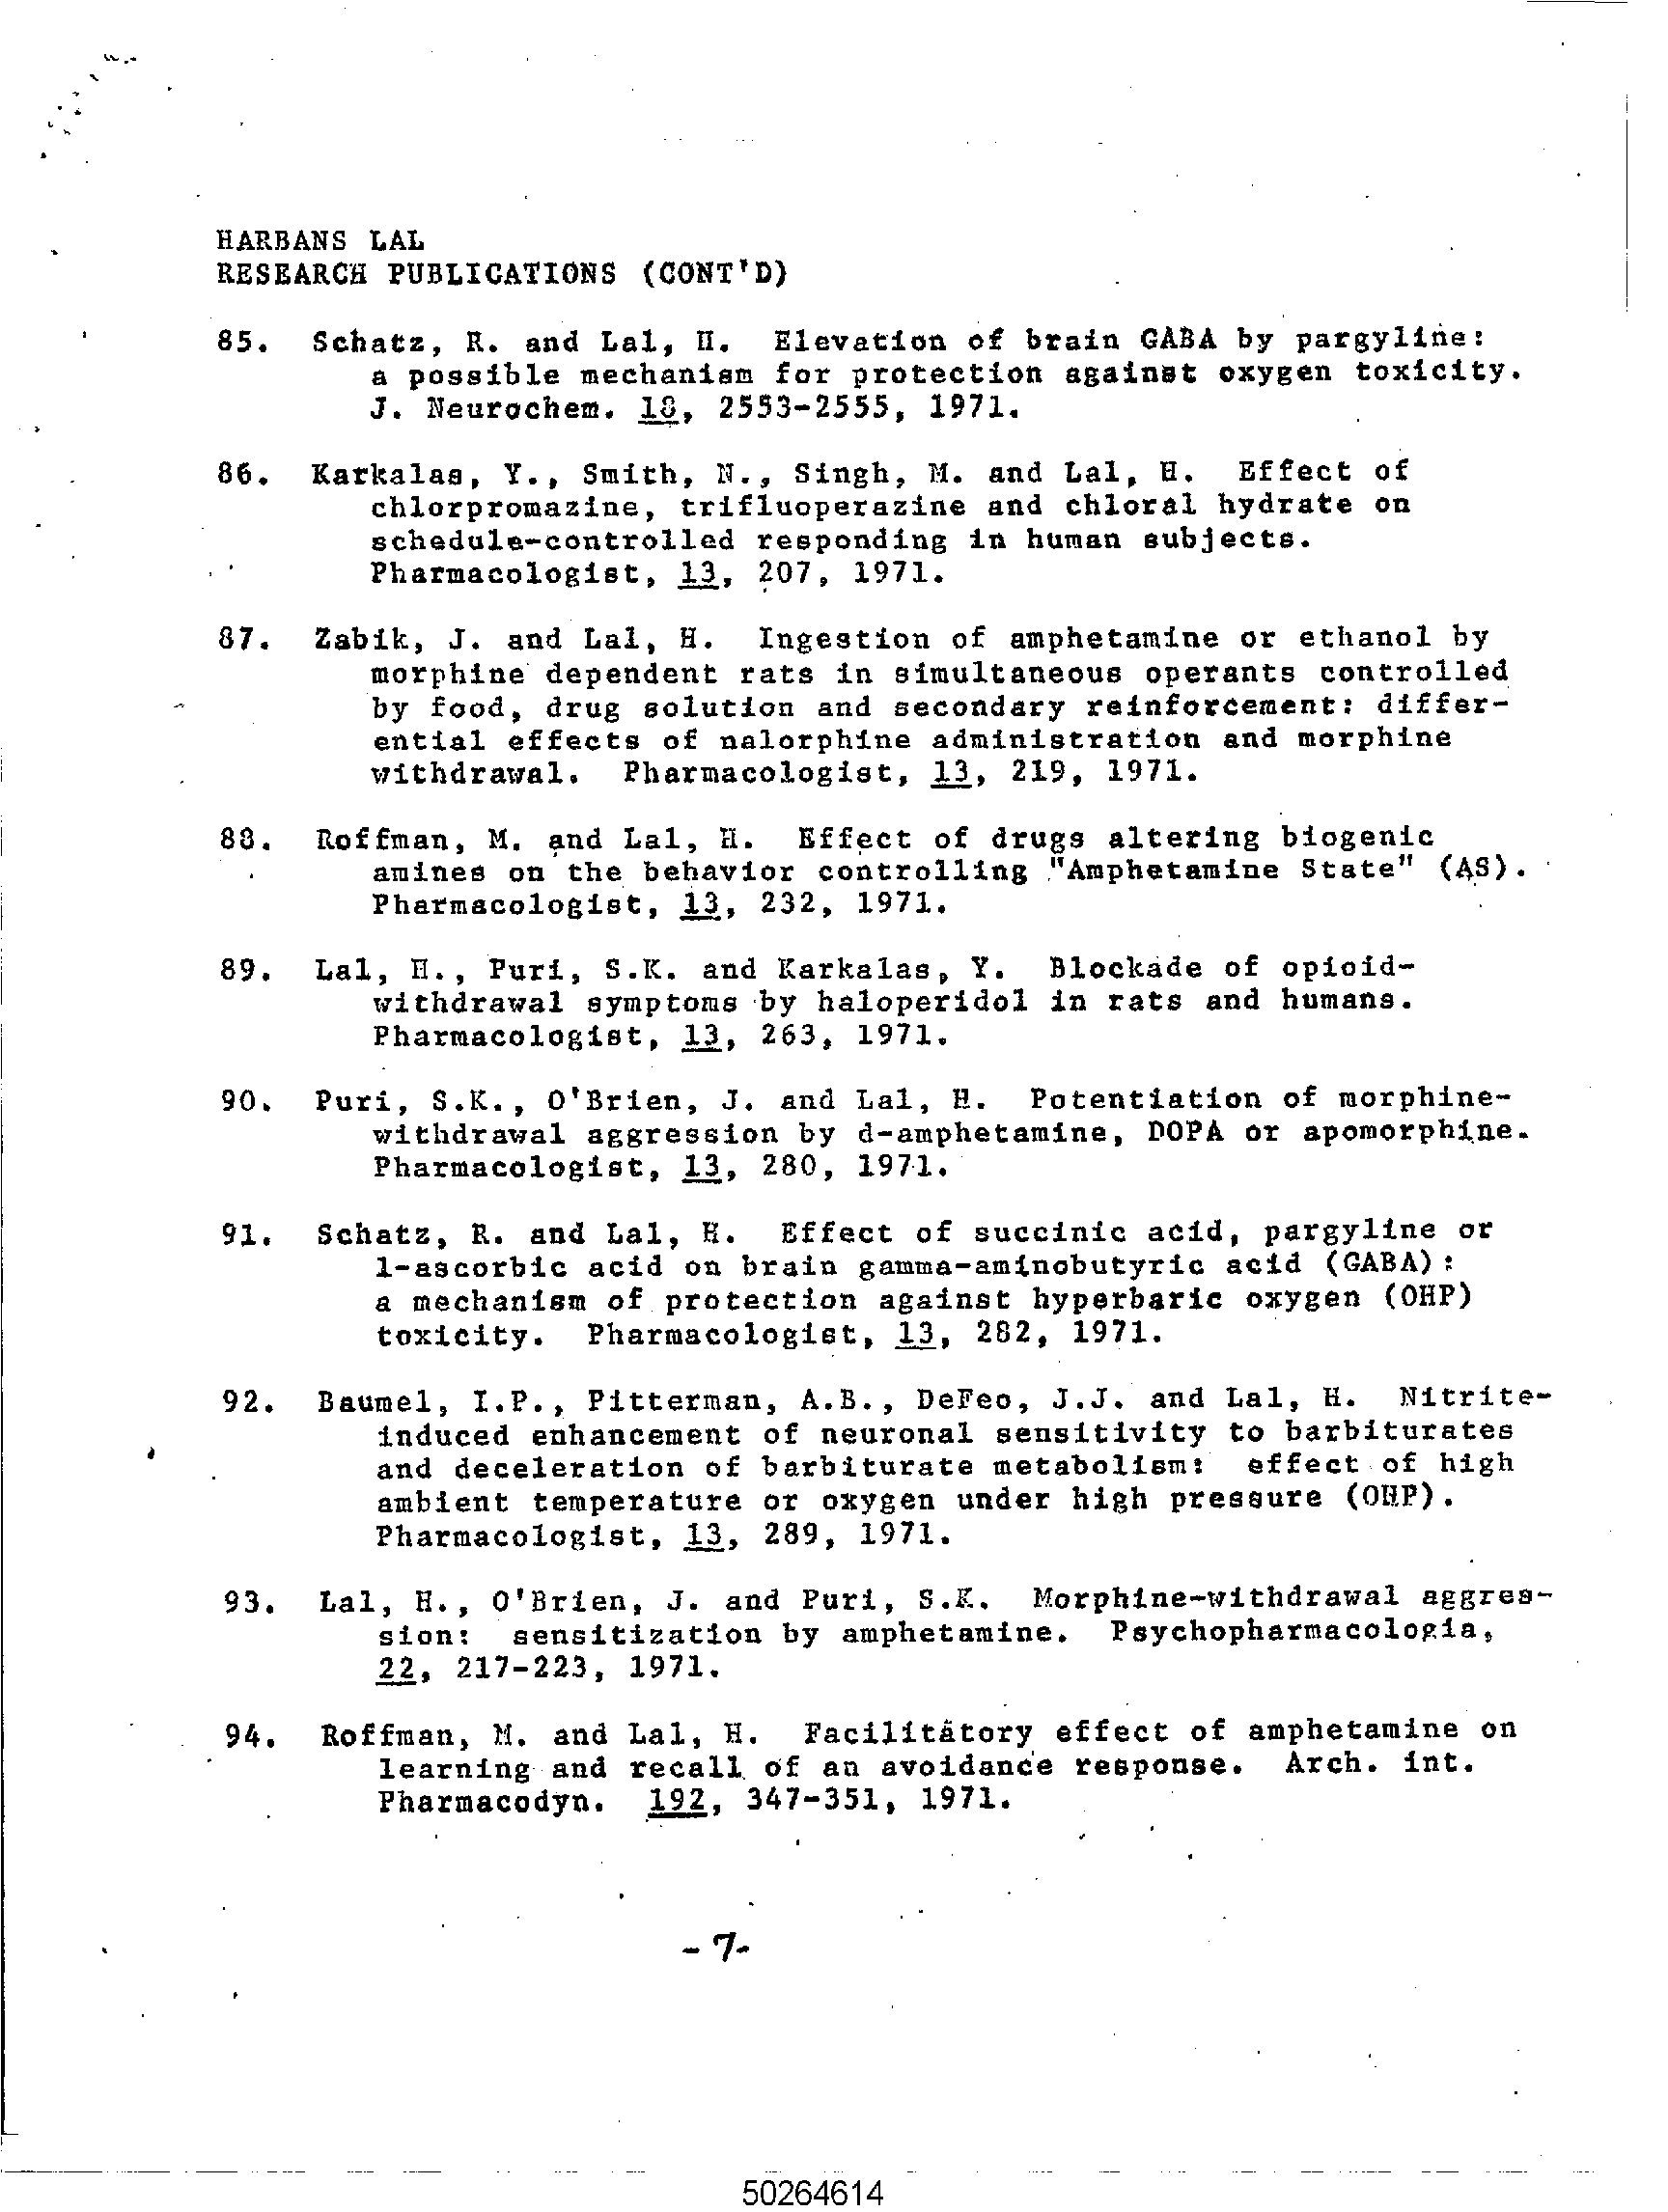 HARBANS LAL
RESEARCH PUBLICATIONS (CONT'D)
85. Schatz, R. and Lal, H. Elevation of brain GABA by pargyline:
a possible mechanism for protection against oxygen toxicity.
J. Neurochem. 18, 2553-2555, 1971.
86. Karkalas, Y., Smith, N., Singh, M. and Lal, H. Effect of
chlorpromazine, trifluoperazine and chloral hydrate on
schedule-controlled responding in human subjects.
Pharmacologist, 13, 207, 1971.
87. Zabik, J. and Lal, H. Ingestion of amphetamine or ethanol by
morphine dependent rats in simultaneous operants controlled
by food, drug solution and secondary reinforcement: differ-
ential effects of nalorphine administration and morphine
withdrawal. Pharmacologist, 13, 219, 1971.
88. Roffman, M. and Lal, H. Effect of drugs altering biogenic
amines on the behavior controlling "Amphetamine State" (AS).
Pharmacologist, 13, 232, 1971.
89. Lal, H., Puri, S.K. and Karkalas, Y. Blockade of opioid-
withdrawal symptoms by haloperidol in rats and humans.
Pharmacologist, 13, 263, 1971.
90. Puri, S.K., O'Brien, J. and Lal, H. Potentiation of morphine-
withdrawal aggression by d-amphetamine, DOPA or apomorphine.
Pharmacologist, 13, 280, 1971.
91. Schatz, R. and Lal, H. Effect of succinic acid, pargyline or
l-ascorbic acid on brain gamma-aminobutyric acid (GABA):
a mechanism of protection against hyperbaric oxygen (OHP)
toxicity. Pharmacologist, 13, 282, 1971.
92. Baumel, I.P., Pitterman, A.B., DeFeo, J.J. and Lal, H. Nitrite-
induced enhancement of neuronal sensitivity to barbiturates
and deceleration of barbiturate metabolism: effect of high
ambient temperature or oxygen under high pressure (OHP).
Pharmacologist, 13, 289, 1971.
93. Lal, H., O'Brien, J. and Puri, S.K. Morphine-withdrawal aggres-
sion: sensitization by amphetamine. Psychopharmacologia,
22, 217-223, 1971.
94. Roffman, M. and Lal, H. Facilitatory effect of amphetamine on
learning and recall of an avoidance response. Arch. int.
Pharmacodyn. 192, 347-351, 1971.
-7-
50264614